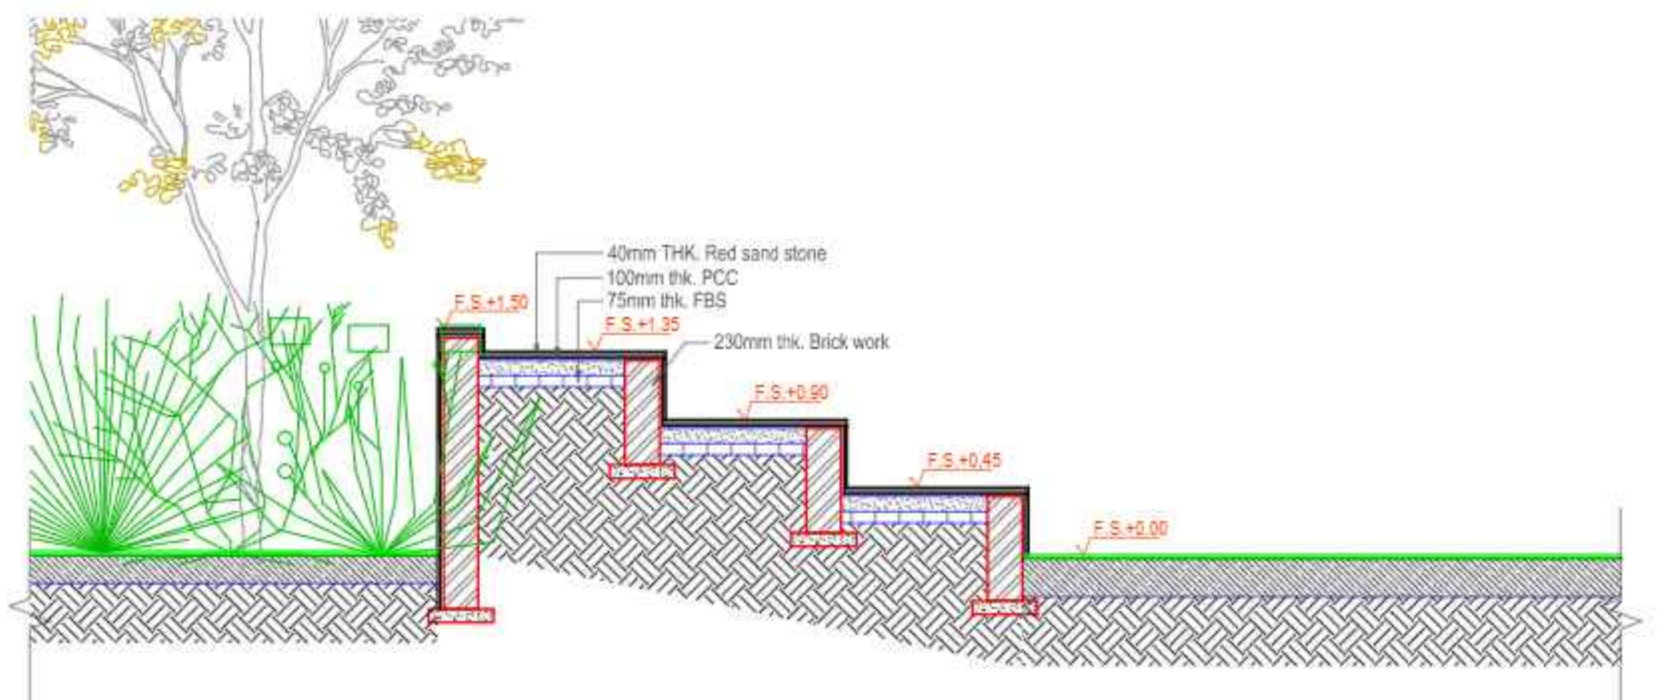 40mm THK. Red sand stone
100mm thk. PCC
75mm thk. FBS
F.S.+1.50
F.S.+1.35
230mm thk. Brick work
F.S.+0.90
F.S.+0.45
F.S.+0.00